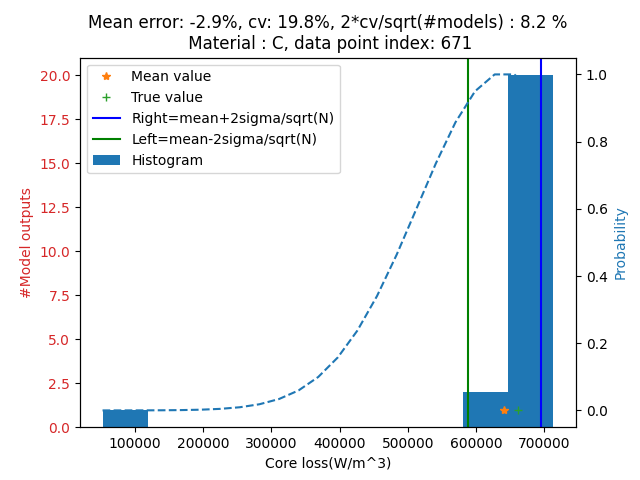 Mean error: -2.9%, cv: 19.8%, 2*cv/sqrt(#models) : 8.2 %
Material : C, data point index: 671
Mean value
True value
Right=mean+2sigma/sqrt(N)
Left=mean-2sigma/sqrt(N)
Histogram
20.0
17.5
15.0
12.5
10.0
7.5
5.0
2.5
0.0
#Model outputs
1.0
0.8
0.6
0.4
0.2
0.0
Probability
100000 200000 300000 400000 500000 600000 700000
Core loss(W/m^3)